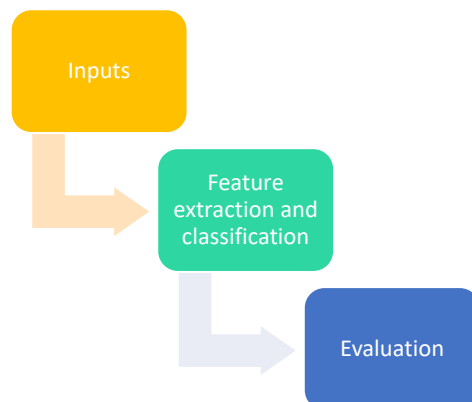 Inputs
Feature
extraction and
classification
Evaluation